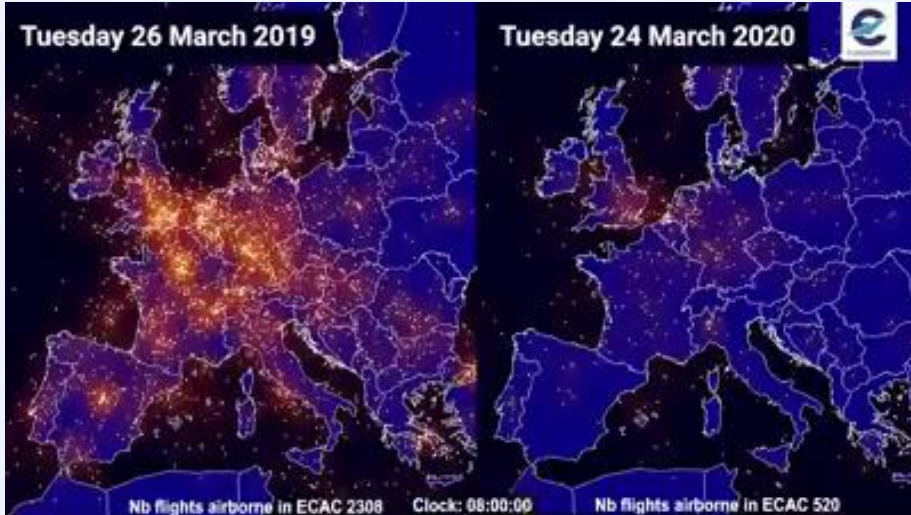 Tuesday 26 March 2019
Tuesday 24 March 2020
Nb flights airborne in ECAC 2308
Clock: 08:00:00
Nb flights airborne in ECAC 520